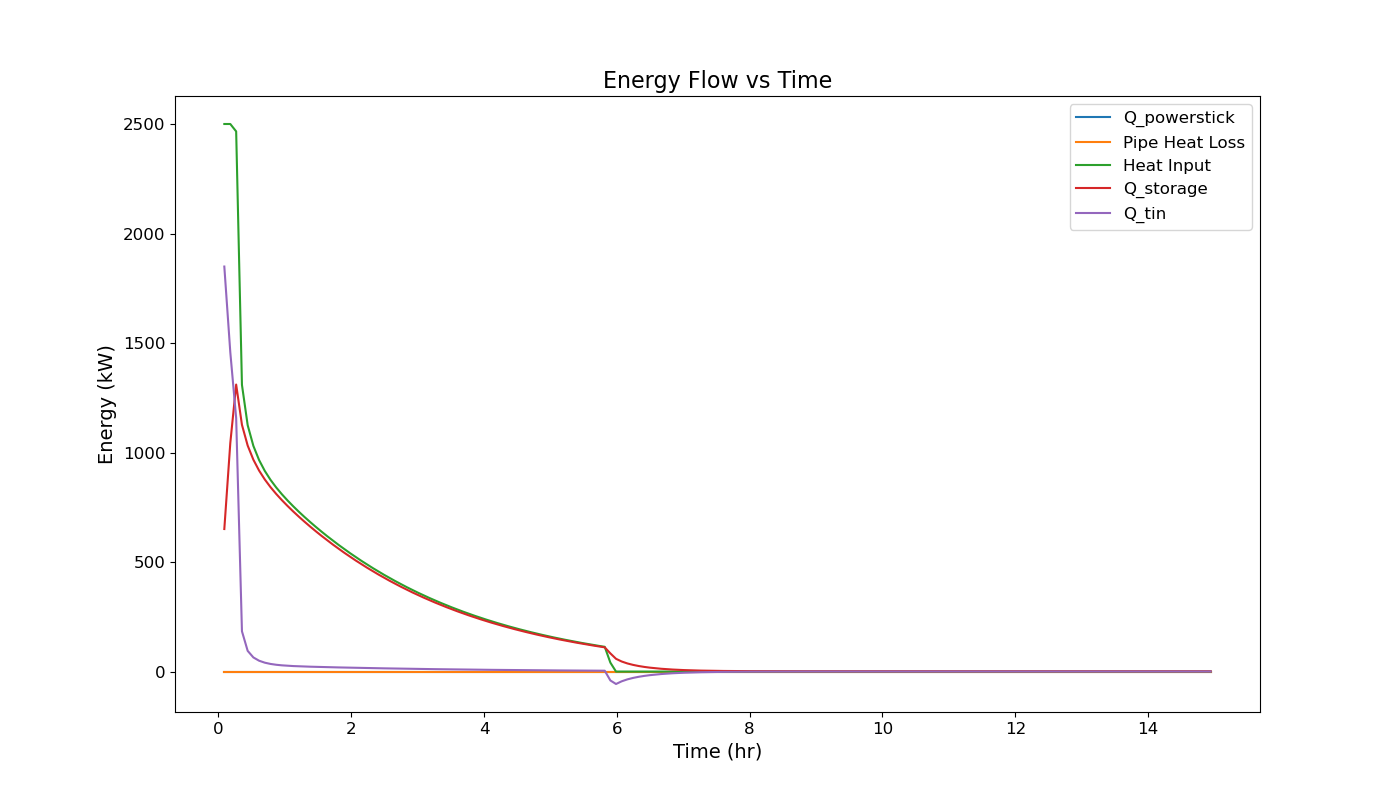 Energy Flow vs Time
Q_powerstick
Pipe Heat Loss
Heat Input
Q_storage
Q_tin
Energy (kW)
2500
2000
1500
1000
500
0
0 2 4 6 8 10 12 14
Time (hr)